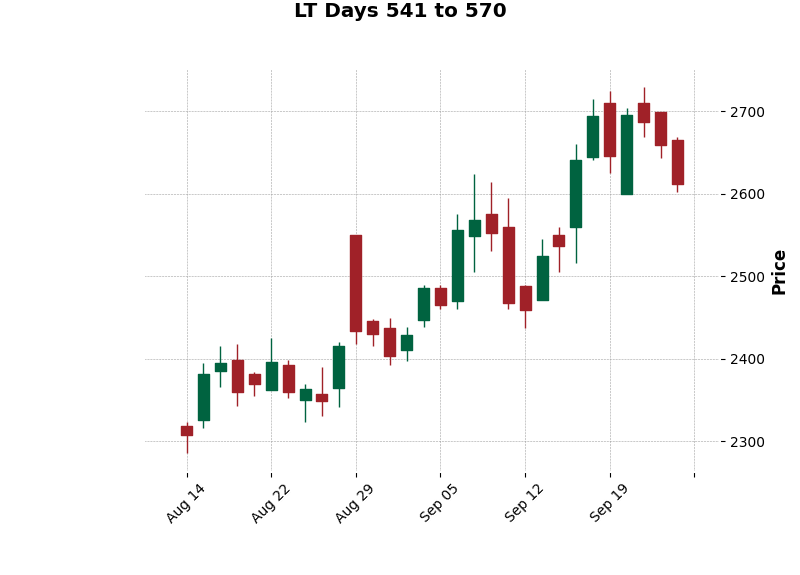 LT Days 541 to 570
2700
2600
2500
2400
2300
Price
Aug 14
Aug 22
Aug 29
Sep 05
Sep 12
Sep 19